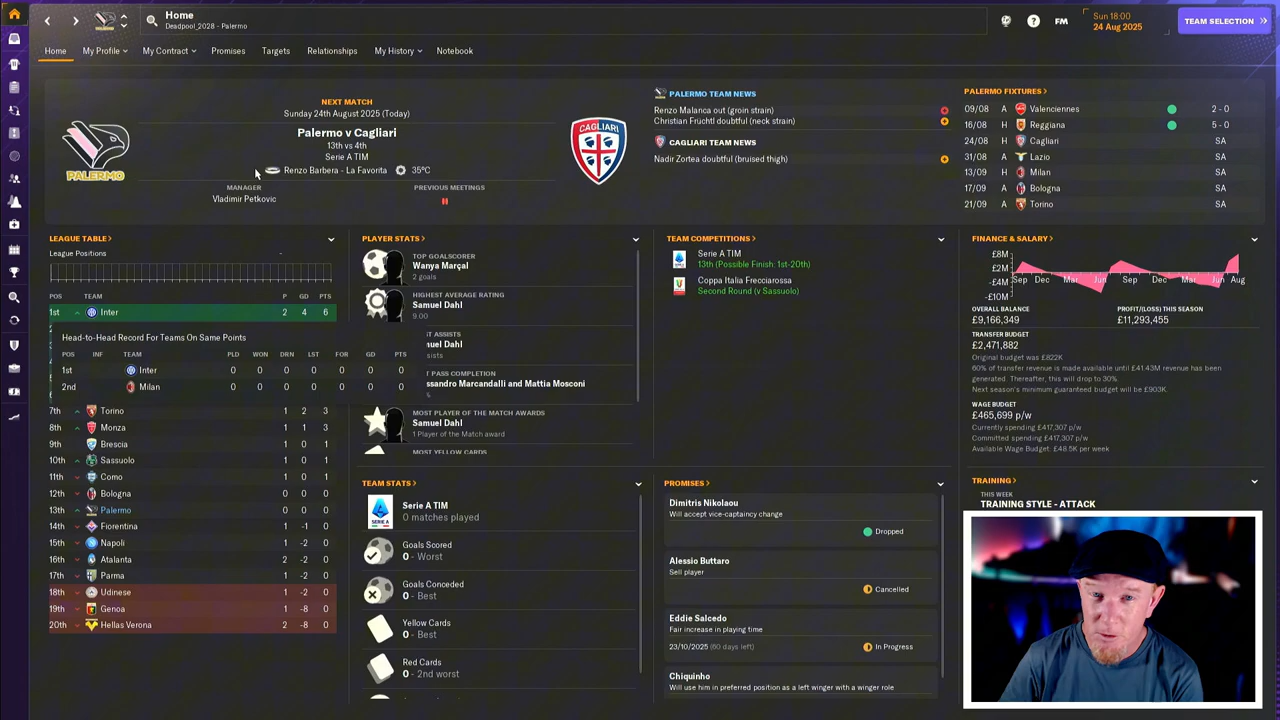 Home
Deadpool_2028 - Palermo
FM
Sun 18:00
24 Aug 2025
TEAM SELECTION
Home
My Profile
My Contract
Promises
Targets
Relationships
My History
Notebook
NEXT MATCH
Sunday 24th August 2025 (Today)
Palermo v Cagliari
13th vs 4th
Serie A TIM
Renzo Barbera - La Favorita 35°C
MANAGER
Vladimir Petkovic
PREVIOUS MEETINGS
PALERMO
CAGLIARI
PALERMO TEAM NEWS
Renzo Malanca out (groin strain)
Christian Früchtl doubtful (neck strain)
CAGLIARI TEAM NEWS
Nadir Zortea doubtful (bruised thigh)
PALERMO FIXTURES
09/08 A Valenciennes 2 - 0
16/08 H Reggiana 5 - 0
24/08 H Cagliari SA
31/08 A Lazio SA
13/09 H Milan SA
17/09 A Bologna SA
21/09 A Torino SA
LEAGUE TABLE
League Positions -
POS TEAM P GD PTS
1st Inter 2 4 6
Head-to-Head Record For Teams On Same Points
POS INF TEAM PLD WON DRN LST FOR GD PTS
1st Inter 0 0 0 0 0 0 0
2nd Milan 0 0 0 0 0 0 0
7th Torino 1 2 3
8th Monza 1 1 3
9th Brescia 1 0 1
10th Sassuolo 1 0 1
11th Como 1 0 1
12th Bologna 0 0 0
13th Palermo 0 0 0
14th Fiorentina 1 -1 0
15th Napoli 1 -2 0
16th Atalanta 1 -2 0
17th Parma 1 -2 0
18th Udinese 1 -2 0
19th Genoa 1 -8 0
20th Hellas Verona 2 -8 0
PLAYER STATS
TOP GOALSCORER
Wanya Marçal
2 goals
HIGHEST AVERAGE RATING
Samuel Dahl
9.00
T ASSISTS
muel Dahl
sists
T PASS COMPLETION
ssandro Marcandalli and Mattia Mosconi
%
MOST PLAYER OF THE MATCH AWARDS
Samuel Dahl
1 Player of the Match award
MOST YELLOW CARDS
TEAM STATS
SERIE A
Serie A TIM
0 matches played
Goals Scored
0 - Worst
Goals Conceded
0 - Best
Yellow Cards
0 - Best
Red Cards
0 - 2nd worst
TEAM COMPETITIONS
Serie A TIM
13th (Possible Finish: 1st-20th)
Coppa Italia Frecciarossa
Second Round (v Sassuolo)
PROMISES
Dimitris Nikolaou
Will accept vice-captaincy change
Dropped
Alessio Buttaro
Sell player
Cancelled
Eddie Salcedo
Fair increase in playing time
23/10/2025 (60 days left) In Progress
Chiquinho
Will use him in preferred position as a left winger with a winger role
FINANCE & SALARY
£8M
£2M
-£4M
-£10M
Sep Dec Mar Jun Sep Dec Mar Jun Aug
OVERALL BALANCE
£9,166,349
PROFIT/(LOSS) THIS SEASON
£11,293,455
TRANSFER BUDGET
£2,471,882
Original budget was £822K
60% of transfer revenue is made available until £41.43M revenue has been
generated. Thereafter, this will drop to 30%
Next season's minimum guaranteed budget will be £903K.
WAGE BUDGET
£465,699 p/w
Currently spending £417,307 p/w
Committed spending £417,307 p/w
Available Wage Budget: £48.5K per week
TRAINING
THIS WEEK
TRAINING STYLE - ATTACK